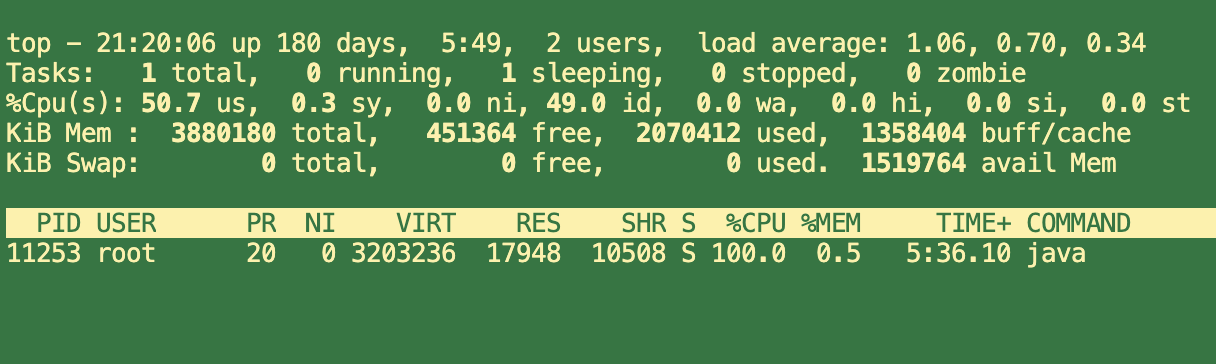 top - 21:20:06 up 180 days,  5:49,  2 users,  load average: 1.06, 0.70, 0.34
Tasks:   1 total,   0 running,   1 sleeping,   0 stopped,   0 zombie
%Cpu(s): 50.7 us,  0.3 sy,  0.0 ni, 49.0 id,  0.0 wa,  0.0 hi,  0.0 si,  0.0 st
KiB Mem :  3880180 total,   451364 free,  2070412 used,  1358404 buff/cache
KiB Swap:        0 total,        0 free,        0 used.  1519764 avail Mem
  PID USER      PR  NI    VIRT    RES    SHR S  %CPU %MEM     TIME+ COMMAND
11253 root      20   0 3203236  17948  10508 S 100.0  0.5   5:36.10 java